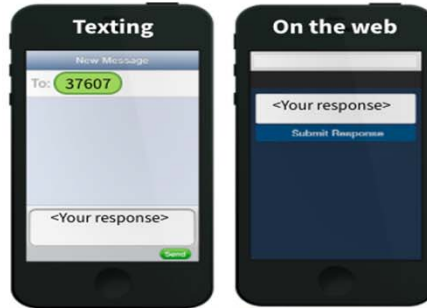 Texting
New Message
To: 37607
<Your response>
Send
On the web
<Your response>
Submit Response